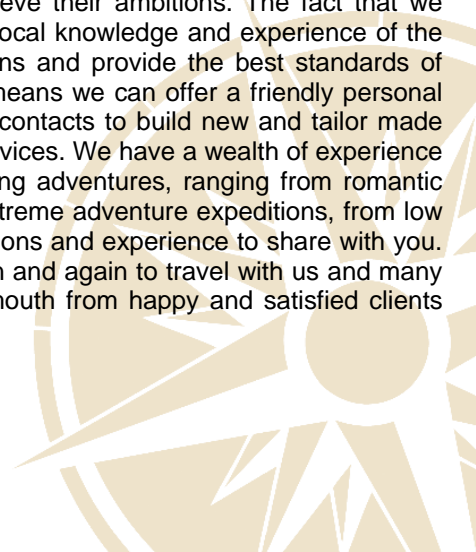 eve their ambitions. The fact that we
ocal knowledge and experience of the
ns and provide the best standards of
means we can offer a friendly personal
contacts to build new and tailor made
vices. We have a wealth of experience
ng adventures, ranging from romantic
treme adventure expeditions, from low
ons and experience to share with you.
n and again to travel with us and many
nouth from happy and satisfied clients